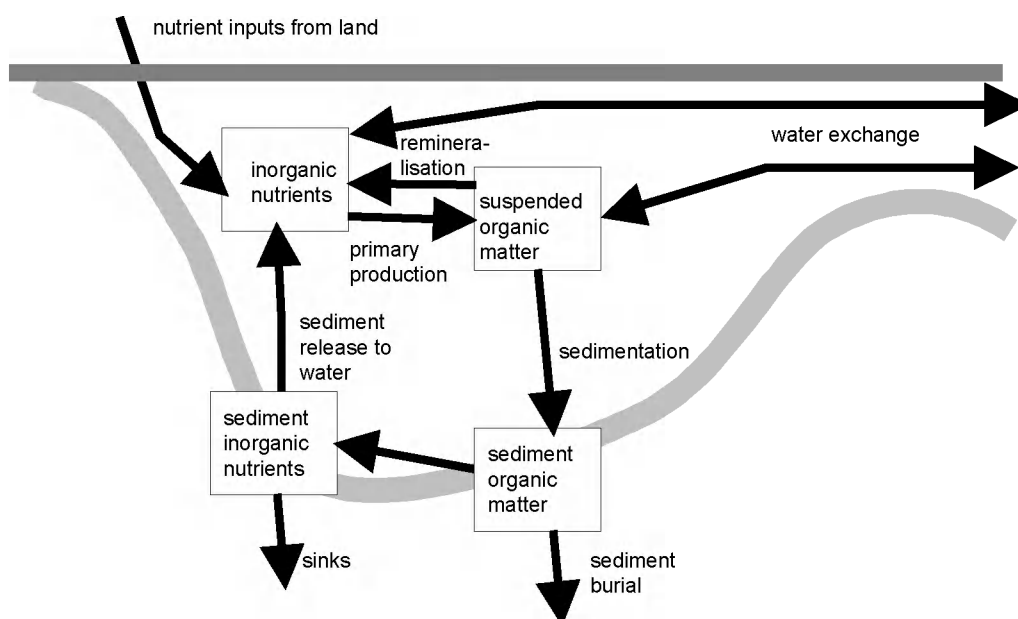 nutrient inputs from land
water exchange
reminera-
lisation
inorganic
nutrients
suspended
organic
matter
primary
production
sediment
release to
water
sedimentation
sediment
inorganic
nutrients
sediment
organic
matter
sinks
sediment
burial